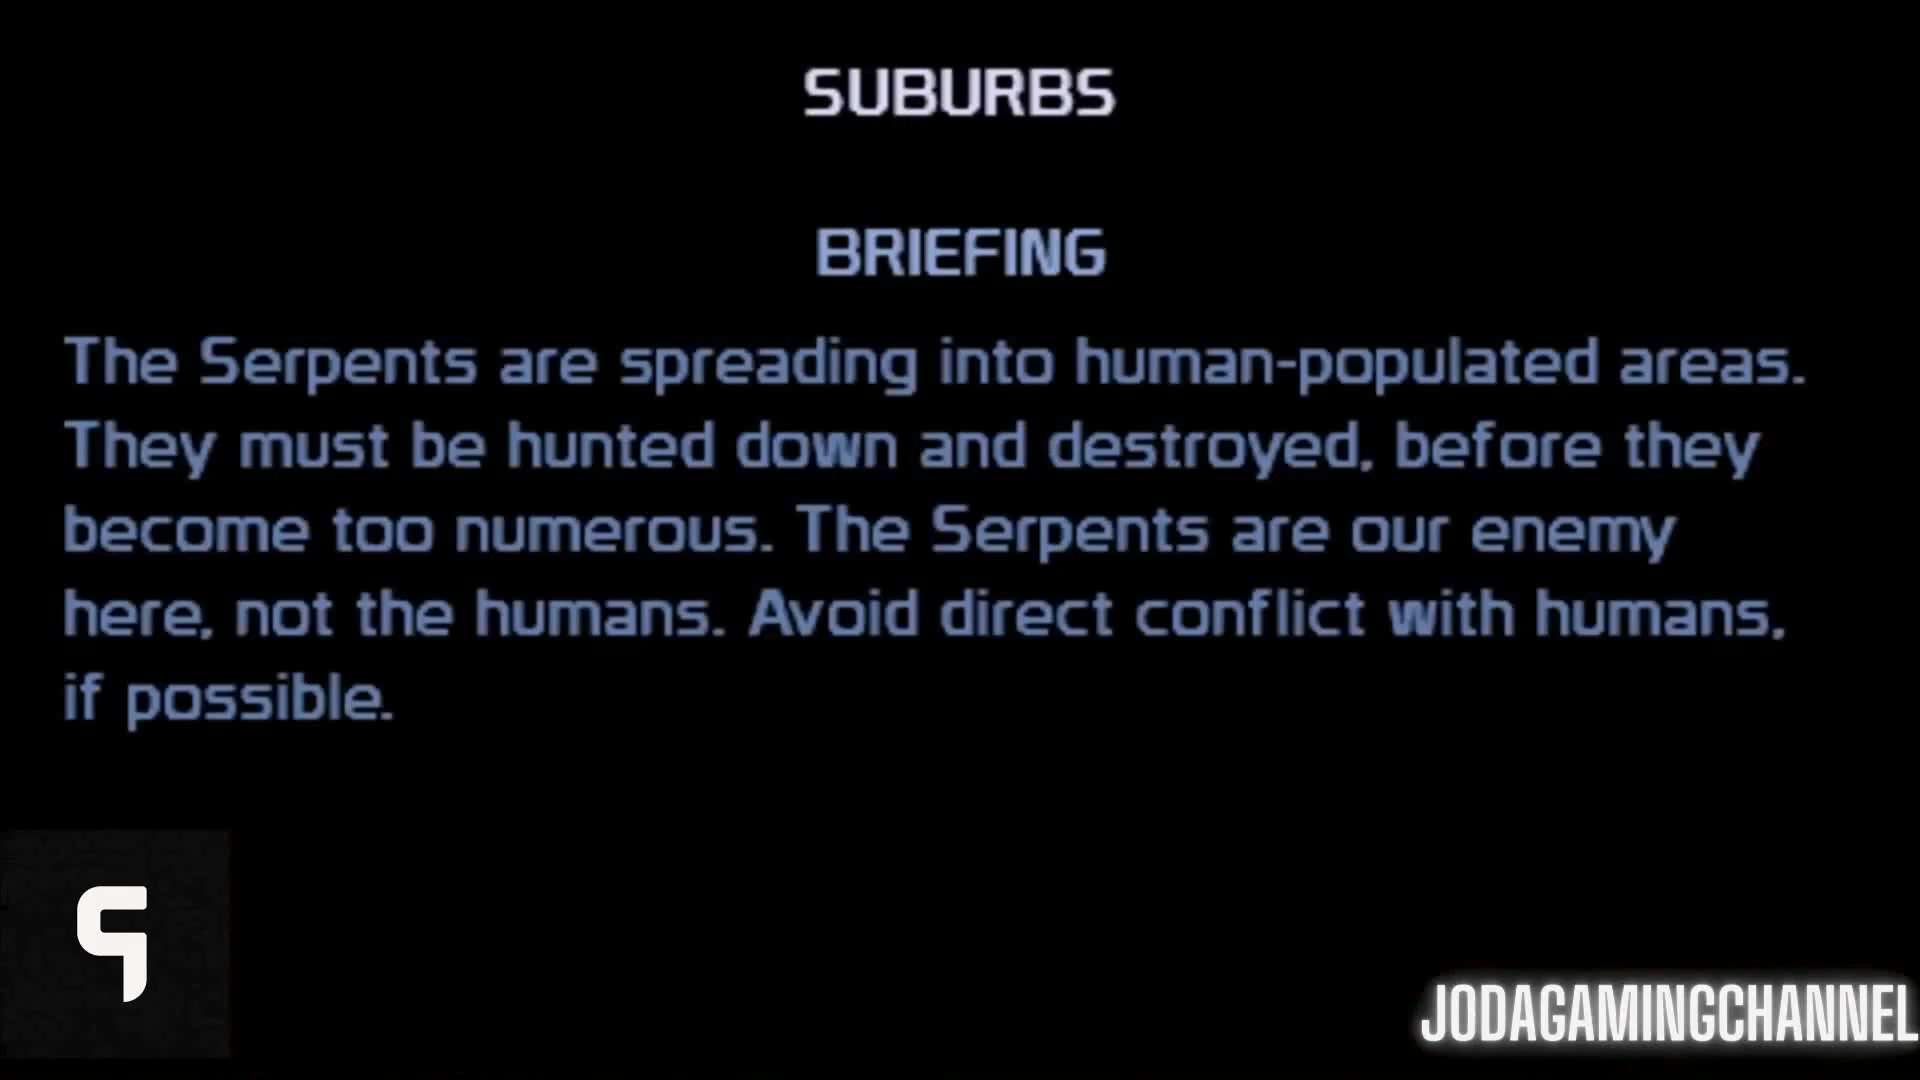 SUBURBS
BRIEFING
The Serpents are spreading into human-populated areas.
They must be hunted down and destroyed, before they
become too numerous. The Serpents are our enemy
here, not the humans. Avoid direct conflict with humans,
if possible.
JODAGAMINGCHANNEL